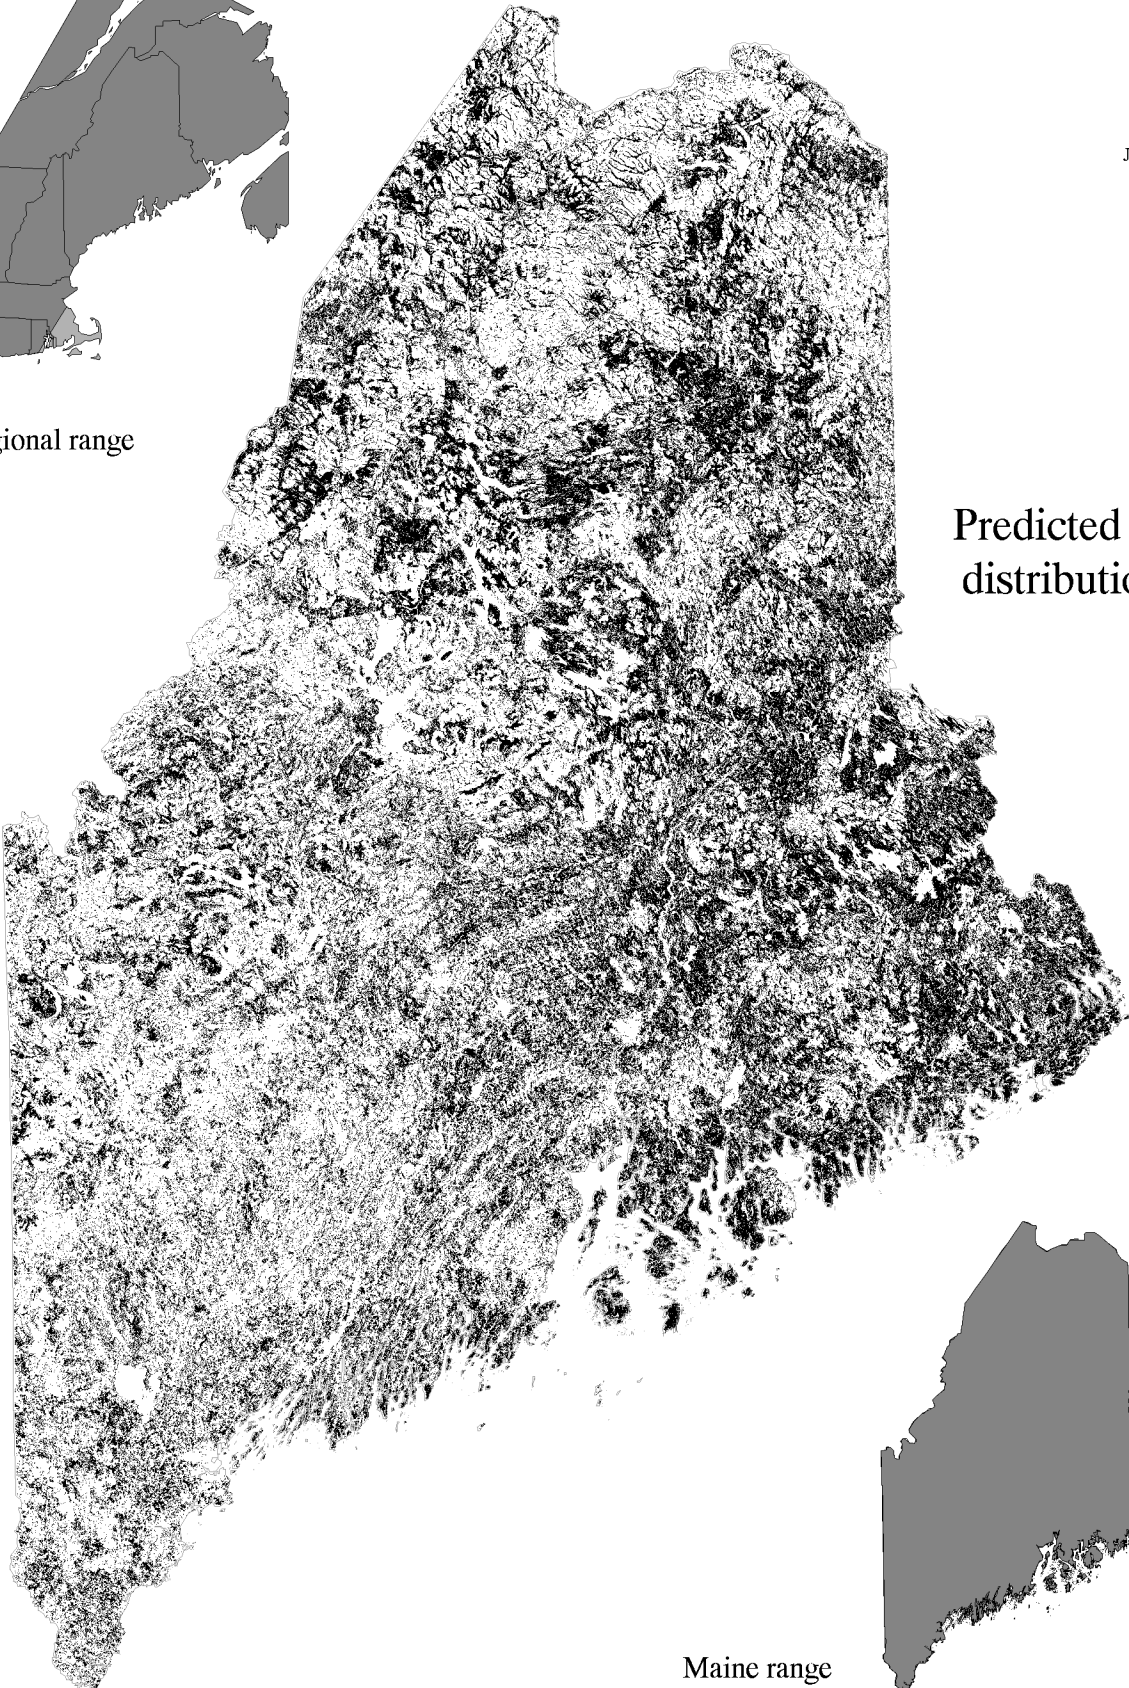 J
gional range
Predicted
distributio
Maine range